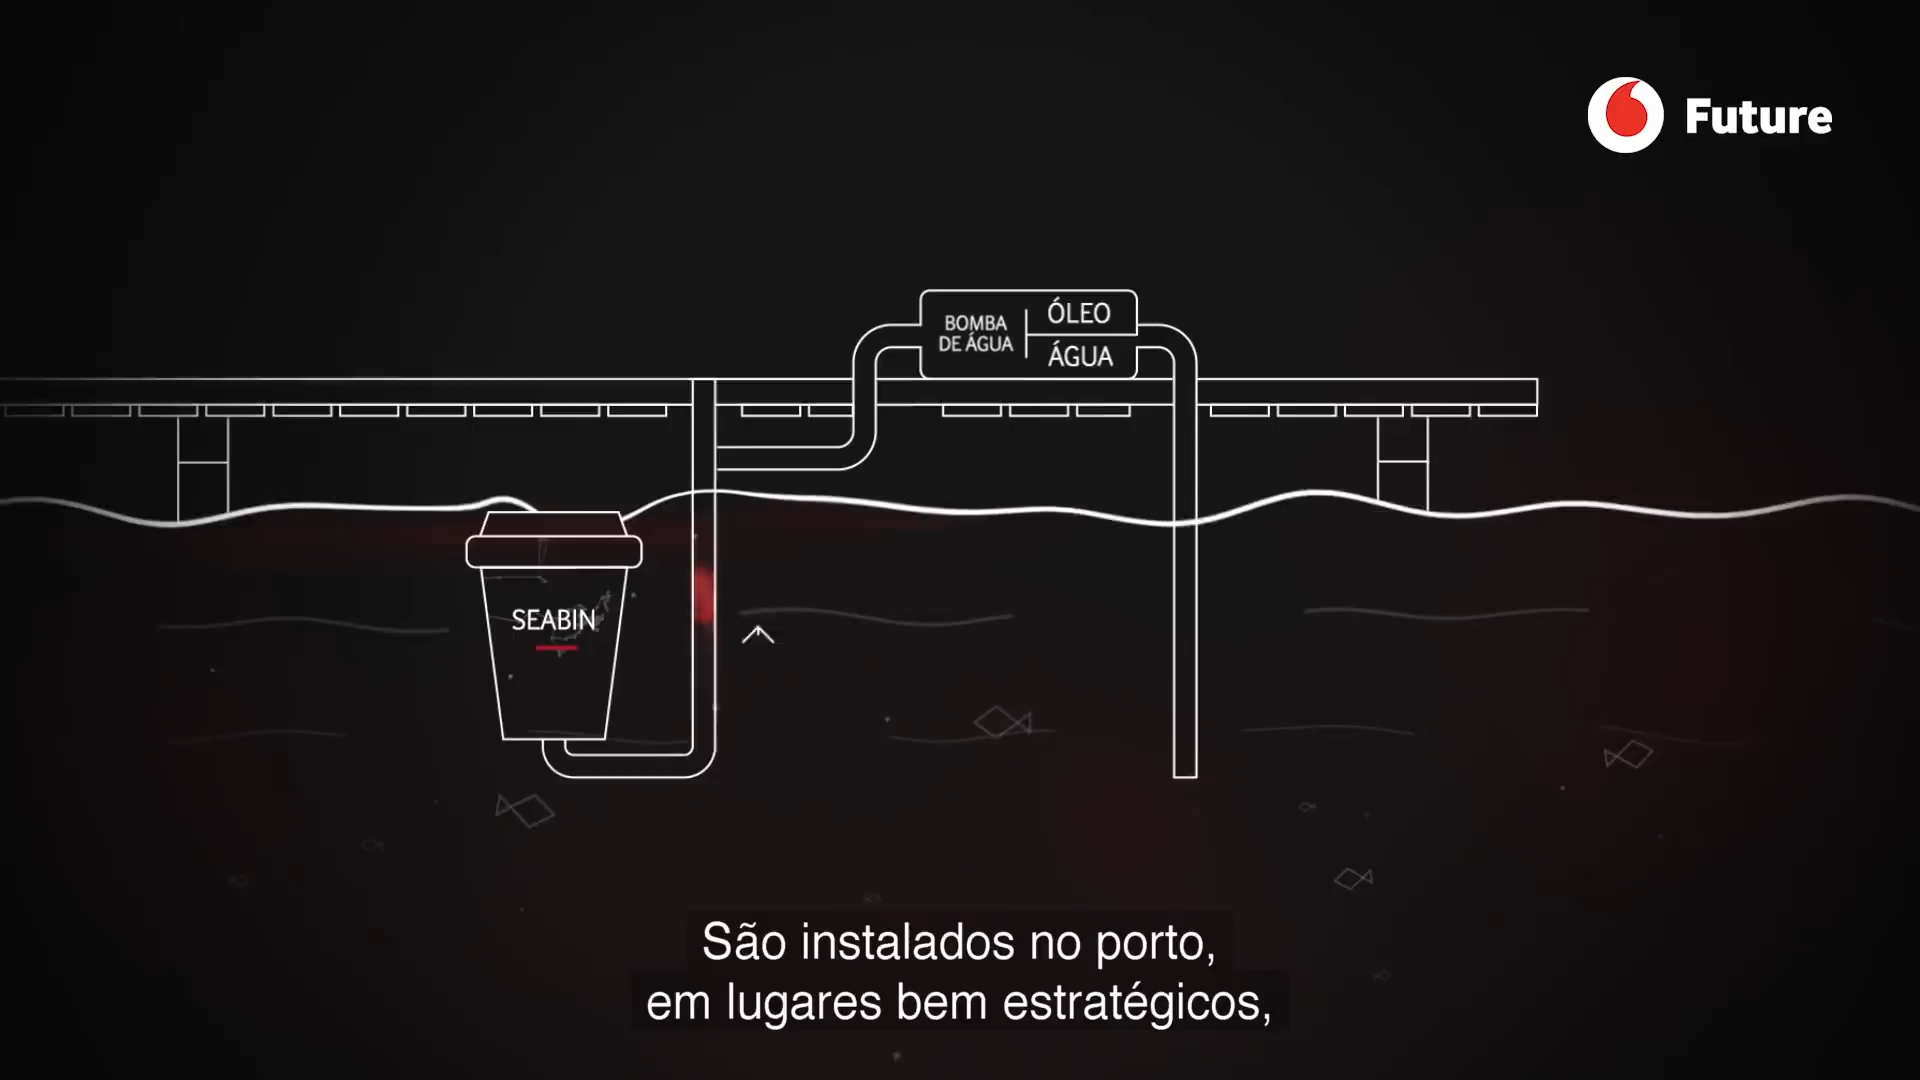 Future
BOMBA
DE ÁGUA
ÓLEO
ÁGUA
SEABIN
São instalados no porto,
em lugares bem estratégicos,